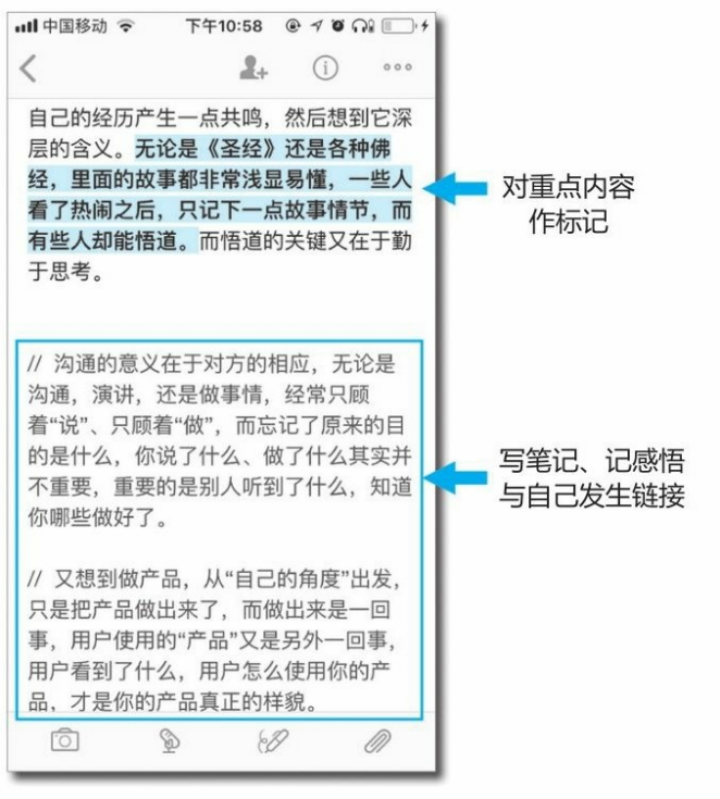 中国移动 下午10:58
自己的经历产生一点共鸣，然后想到它深
层的含义。无论是《圣经》还是各种佛
经，里面的故事都非常浅显易懂，一些人
看了热闹之后，只记下一点故事情节，而
有些人却能悟道。而悟道的关键又在于勤
于思考。
对重点内容
作标记
// 沟通的意义在于对方的相应，无论是
沟通，演讲，还是做事情，经常只顾
着“说”、只顾着“做”，而忘记了原来的目
的是什么，你说了什么、做了什么其实并
不重要，重要的是别人听到了什么，知道
你哪些做好了。
// 又想到做产品，从“自己的角度”出发，
只是把产品做出来了，而做出来是一回
事，用户使用的“产品”又是另外一回事，
用户看到了什么，用户怎么使用你的产
品，才是你的产品真正的样貌。
写笔记、记感悟
与自己发生链接